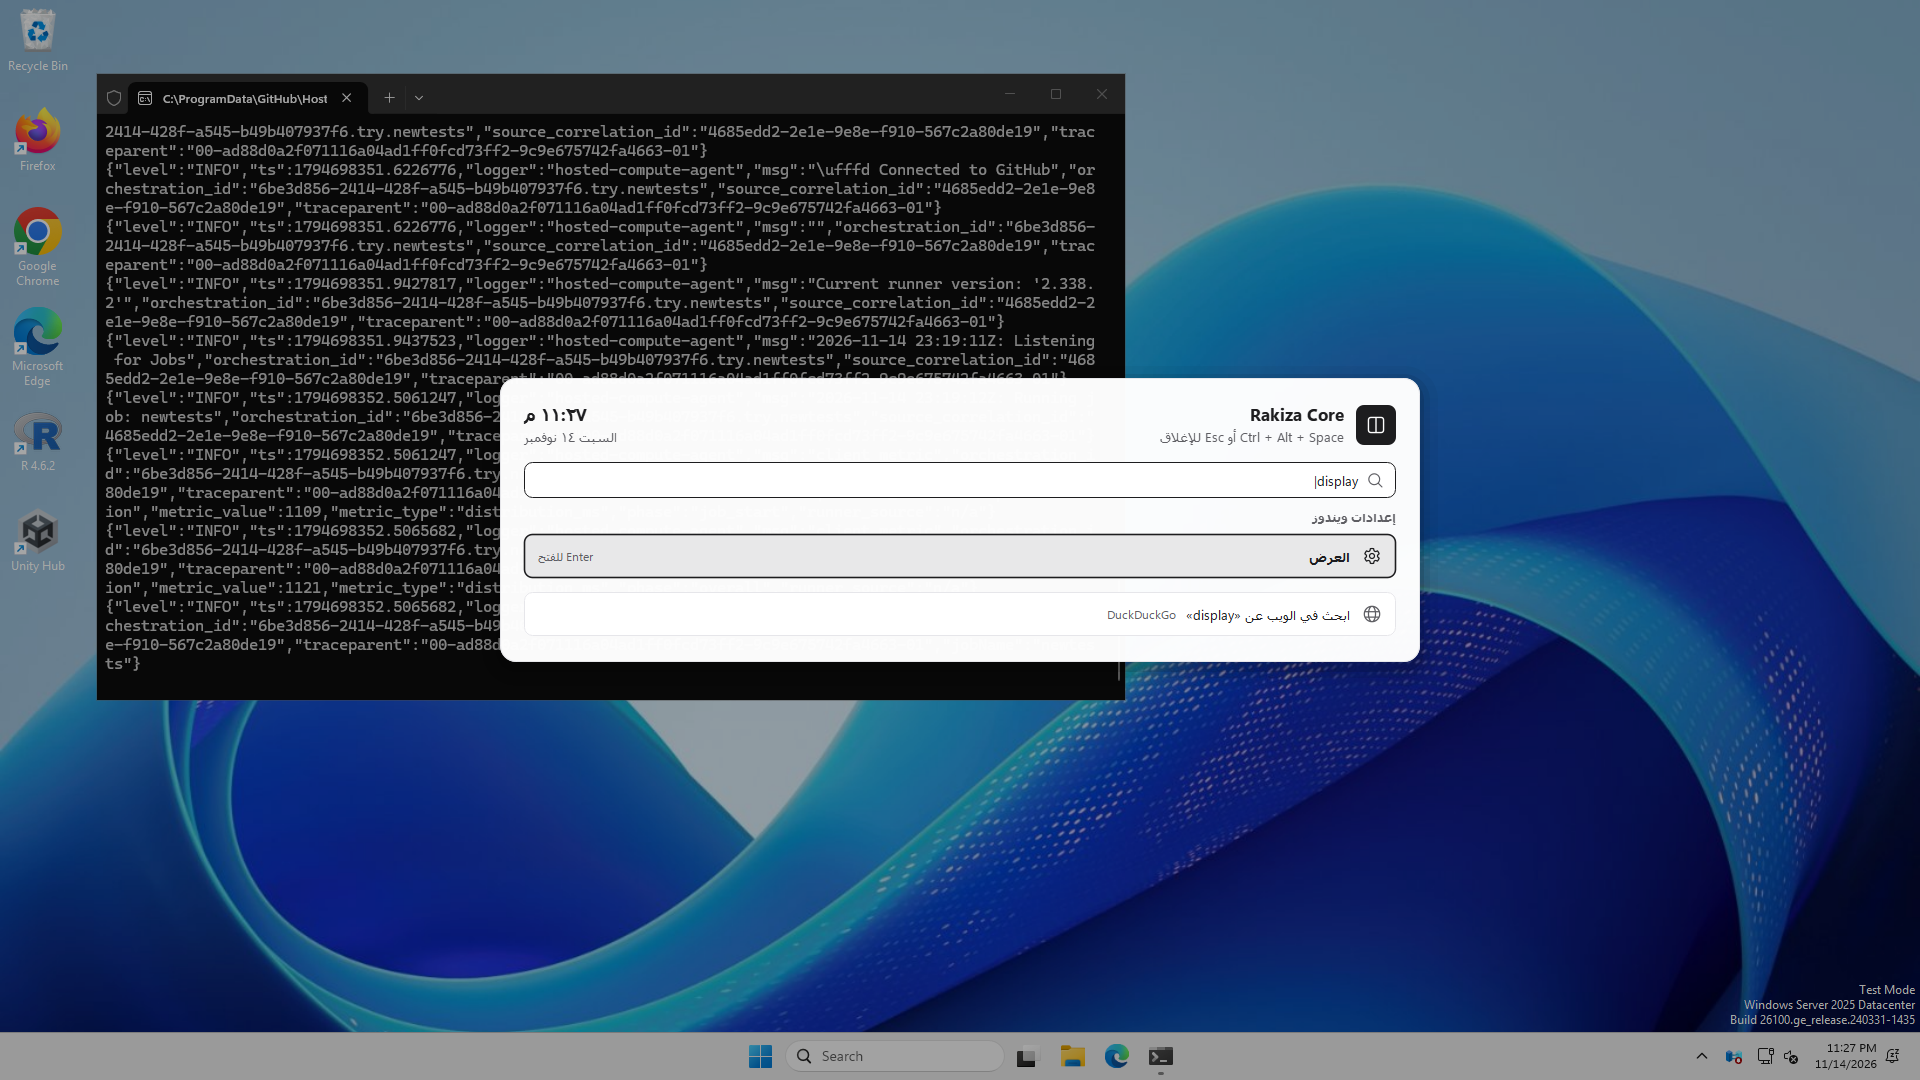 Recycle Bin
Firefox
Google
Chrome
Microsoft
Edge
R 4.6.2
Unity Hub
C:\ProgramData\GitHub\Host
2414-428f-a545-b49b407937f6.try.newtests","source_correlation_id":"4685edd2-2e1e-9e8e-f910-567c2a80de19","trac
eparent":"00-ad88d0a2f071116a04ad1ff0fcd73ff2-9c9e675742fa4663-01"}
{"level":"INFO","ts":1794698351.6226776,"logger":"hosted-compute-agent","msg":"\ufffd Connected to GitHub","or
chestration_id":"6be3d856-2414-428f-a545-b49b407937f6.try.newtests","source_correlation_id":"4685edd2-2e1e-9e8
e-f910-567c2a80de19","traceparent":"00-ad88d0a2f071116a04ad1ff0fcd73ff2-9c9e675742fa4663-01"}
{"level":"INFO","ts":1794698351.6226776,"logger":"hosted-compute-agent","msg":"","orchestration_id":"6be3d856-
2414-428f-a545-b49b407937f6.try.newtests","source_correlation_id":"4685edd2-2e1e-9e8e-f910-567c2a80de19","trac
eparent":"00-ad88d0a2f071116a04ad1ff0fcd73ff2-9c9e675742fa4663-01"}
{"level":"INFO","ts":1794698351.9427817,"logger":"hosted-compute-agent","msg":"Current runner version: '2.338.
2'","orchestration_id":"6be3d856-2414-428f-a545-b49b407937f6.try.newtests","source_correlation_id":"4685edd2-2
e1e-9e8e-f910-567c2a80de19","traceparent":"00-ad88d0a2f071116a04ad1ff0fcd73ff2-9c9e675742fa4663-01"}
{"level":"INFO","ts":1794698351.9437523,"logger":"hosted-compute-agent","msg":"2026-11-14 23:19:11Z: Listening
for Jobs","orchestration_id":"6be3d856-2414-428f-a545-b49b407937f6.try.newtests","source_correlation_id":"468
5edd2-2e1e-9e8e-f910-567c2a80de19","traceparent":"00-ad88d0a2f071116a04ad1ff0fcd73ff2-9c9e675742fa4663-01"}
{"level":"INFO","ts":1794698352.5061247,"log
ob: newtests","orchestration_id":"6be3d856-2
4685edd2-2e1e-9e8e-f910-567c2a80de19","trace
{"level":"INFO","ts":1794698352.5061247,"log
d":"6be3d856-2414-428f-a545-b49b407937f6.try
80de19","traceparent":"00-ad88d0a2f071116a04
ion","metric_value":1109,"metric_type":"dist
{"level":"INFO","ts":1794698352.5065682,"log
d":"6be3d856-2414-428f-a545-b49b407937f6.try
80de19","traceparent":"00-ad88d0a2f071116a04
ion","metric_value":1121,"metric_type":"dist
{"level":"INFO","ts":1794698352.5065682,"log
chestration_id":"6be3d856-2414-428f-a545-b49
e-f910-567c2a80de19","traceparent":"00-ad88d
ts"}
Rakiza Core
Ctrl + Alt + Space أو Esc للإغلاق
١١:٢٧ م
السبت ١٤ نوفمبر
display
إعدادات ويندوز
العرض
Enter للفتح
ابحث في الويب عن «display» DuckDuckGo
Test Mode
Windows Server 2025 Datacenter
Build 26100.ge_release.240331-1435
Search
11:27 PM
11/14/2026